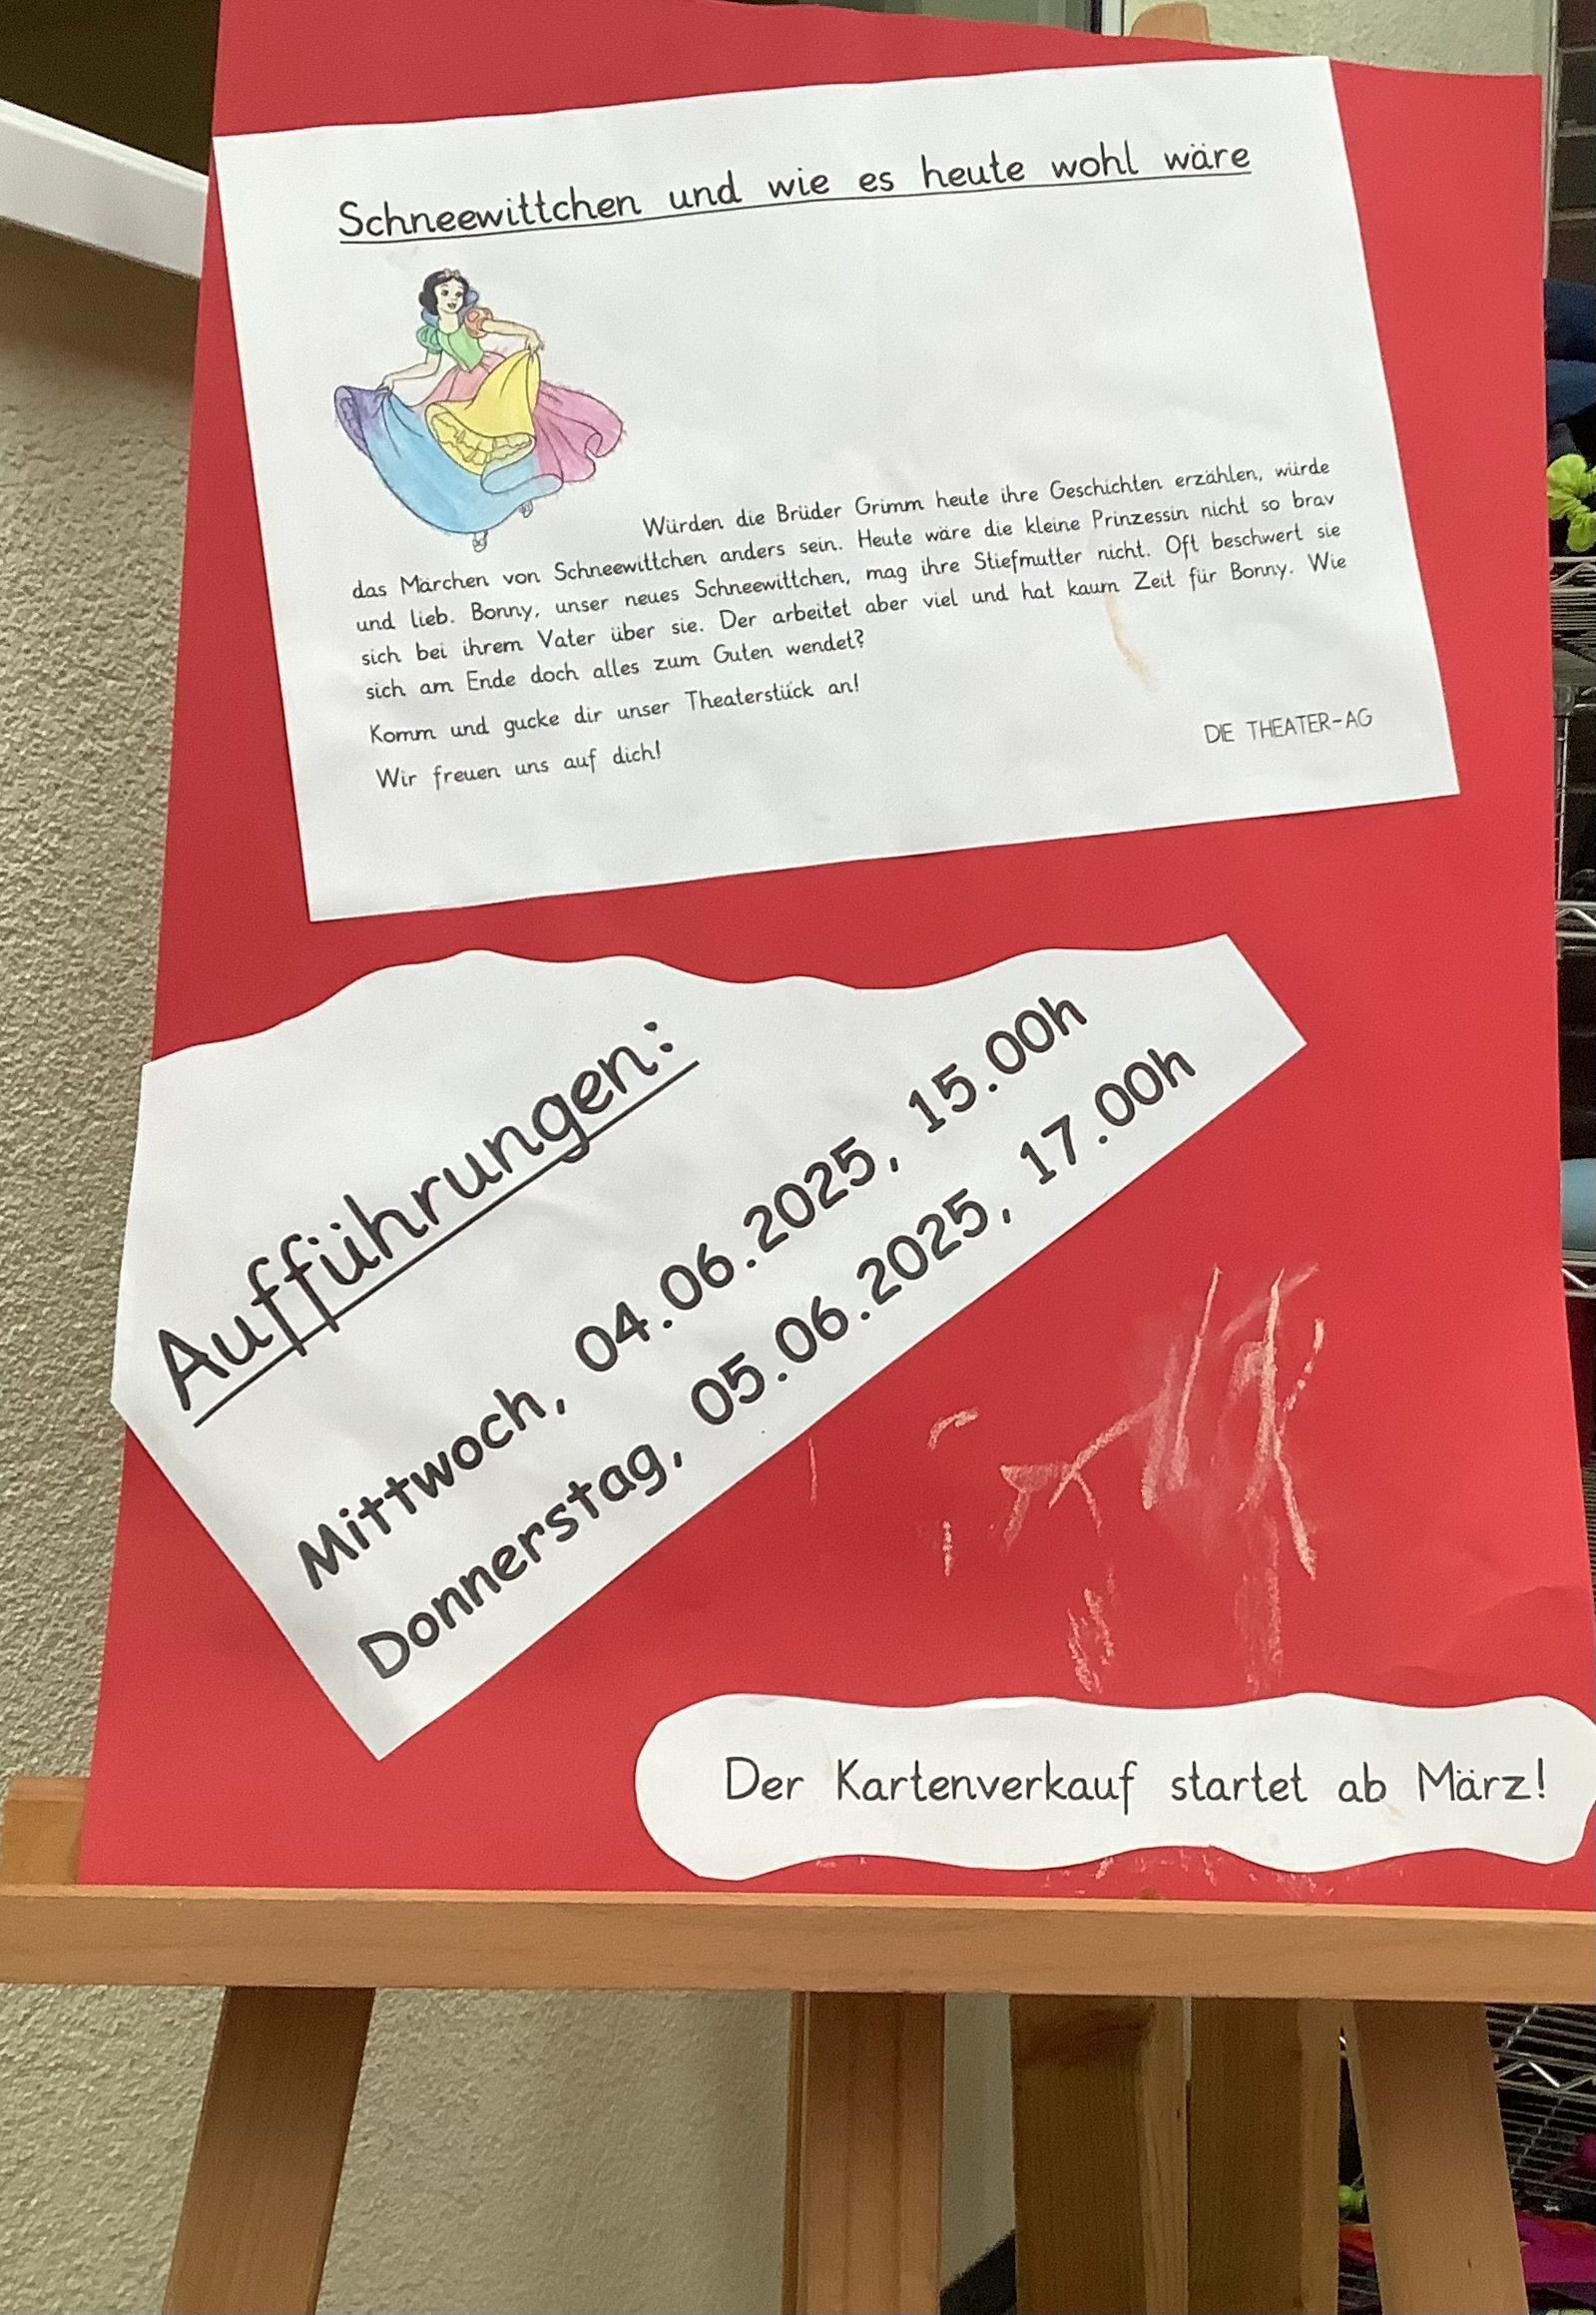 Schneewittchen und wie es heute wohl wäre
Würden die Brüder Grimm heute ihre Geschichten erzählen, würde
das Märchen von Schneewittchen anders sein. Heute wäre die kleine Prinzessin nicht so brav
und lieb. Bonny, unser neues Schneewittchen, mag ihre Stiefmutter nicht. Oft beschwert sie
sich bei ihrem Vater über sie. Der arbeitet aber viel und hat kaum Zeit für Bonny. Wie
sich am Ende doch alles zum Guten wendet?
Komm und gucke dir unser Theaterstück an!
Wir freuen uns auf dich!
DIE THEATER-AG
Aufführungen:
Mittwoch, 04.06.2025, 15.00h
Donnerstag, 05.06.2025, 17.00h
Der Kartenverkauf startet ab März!